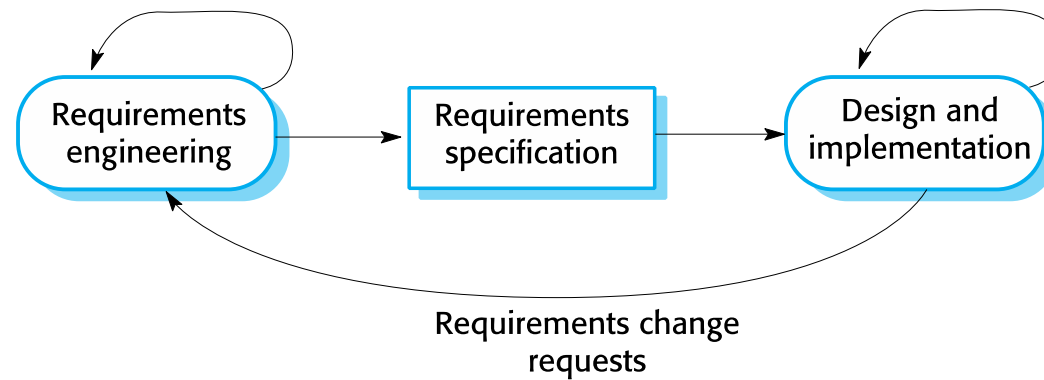 Requirements
engineering
Requirements
specification
Design and
implementation
Requirements change
requests